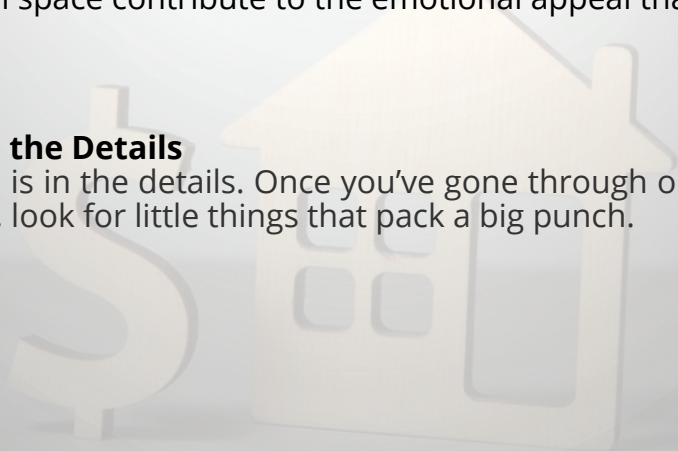 space contribute to the emotional appeal
the Details
is in the details. Once you’ve gone through
look for little things that pack a big punch.